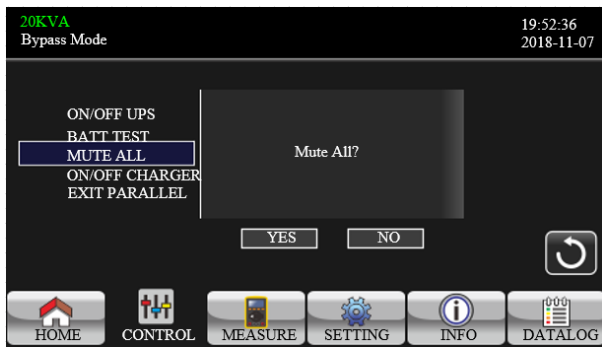 20KVA
Bypass Mode
19:52:36
2018-11-07
ON/OFF UPS
BATT TEST
MUTE ALL
ON/OFF CHARGER
EXIT PARALLEL
Mute All?
YES NO
HOME CONTROL MEASURE SETTING INFO DATALOG